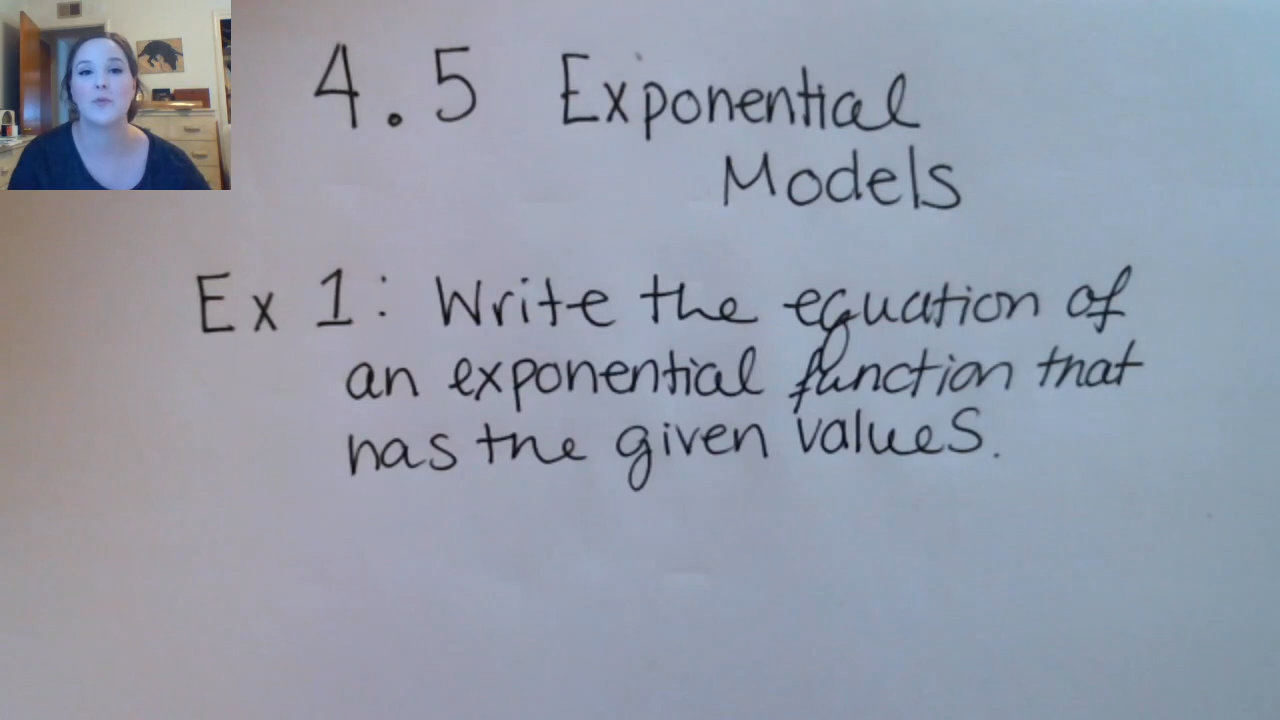 4.5 Exponential
Models
Ex 1: Write the equation of
an exponential function that
has the given values.